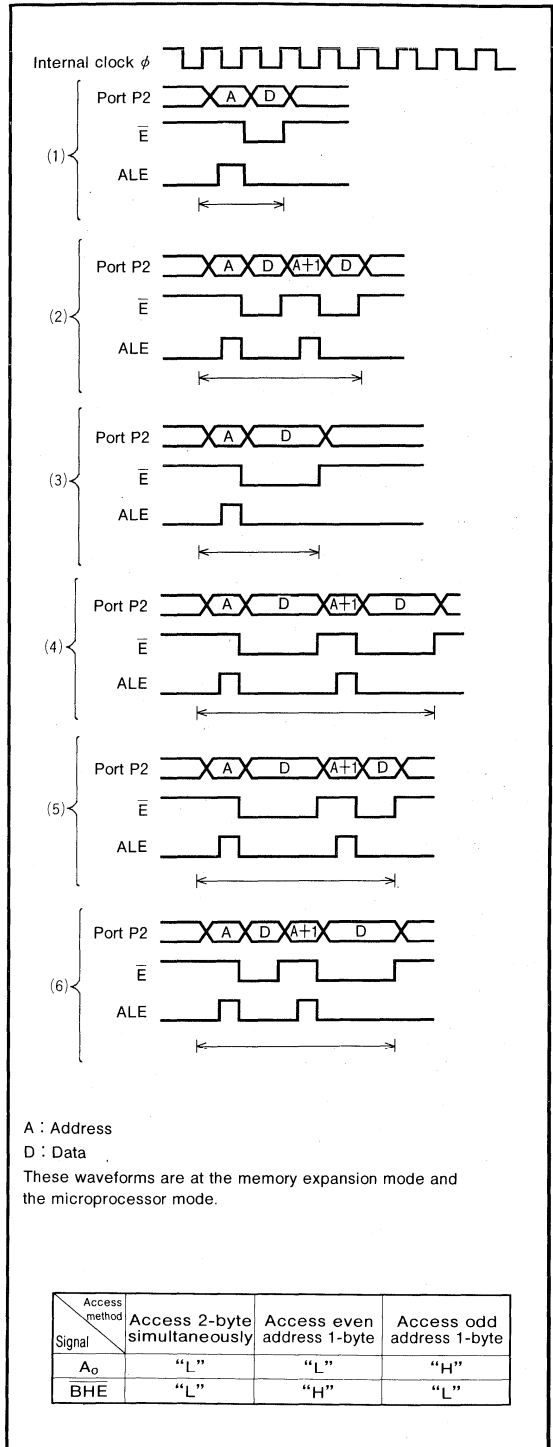 Internal clock ϕ
Port P2 A D
E̅
(1)
ALE
Port P2 A D A+1 D
E̅
(2)
ALE
Port P2 A D
E̅
(3)
ALE
Port P2 A D A+1 D
E̅
(4)
ALE
Port P2 A D A+1 D
E̅
(5)
ALE
Port P2 A D A+1 D
E̅
(6)
ALE
A : Address
D : Data
These waveforms are at the memory expansion mode and
the microprocessor mode.
Access method Signal
Access 2-byte simultaneously
Access even address 1-byte
Access odd address 1-byte
A₀ “L” “L” “H”
B̅H̅E̅ “L” “H” “L”